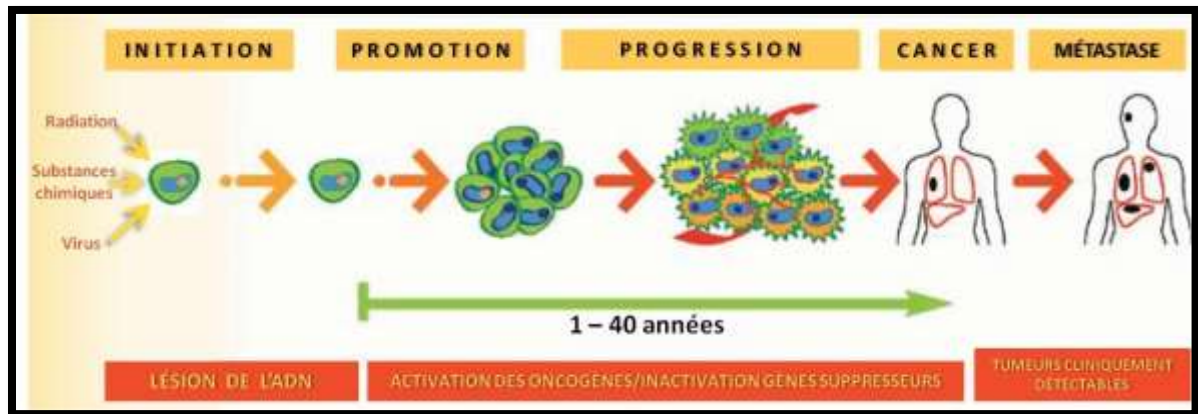 INITIATION
PROMOTION
PROGRESSION
CANCER
MÉTASTASE
Radiation
Substances
chimiques
Virus
1 – 40 années
LÉSION DE L'ADN
ACTIVATION DES ONCOGÈNES/INACTIVATION GÈNES SUPPRESSEURS
TUMEURS CLINIQUEMENT
DÉTECTABLES